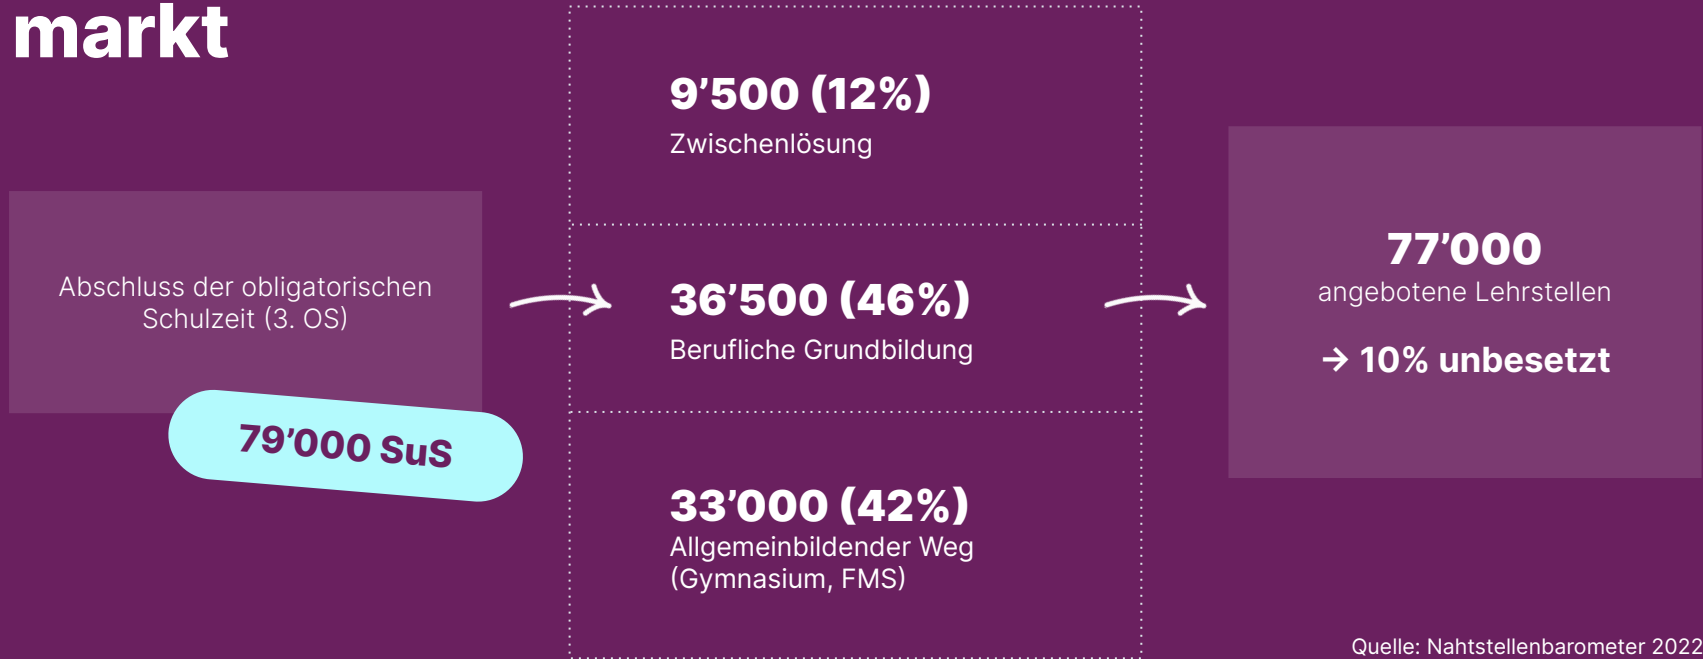 markt
Abschluss der obligatorischen
Schulzeit (3. OS)
79’000 SuS
9’500 (12%)
Zwischenlösung
36’500 (46%)
Berufliche Grundbildung
33’000 (42%)
Allgemeinbildender Weg
(Gymnasium, FMS)
77’000
angebotene Lehrstellen
→ 10% unbesetzt
Quelle: Nahtstellenbarometer 2022